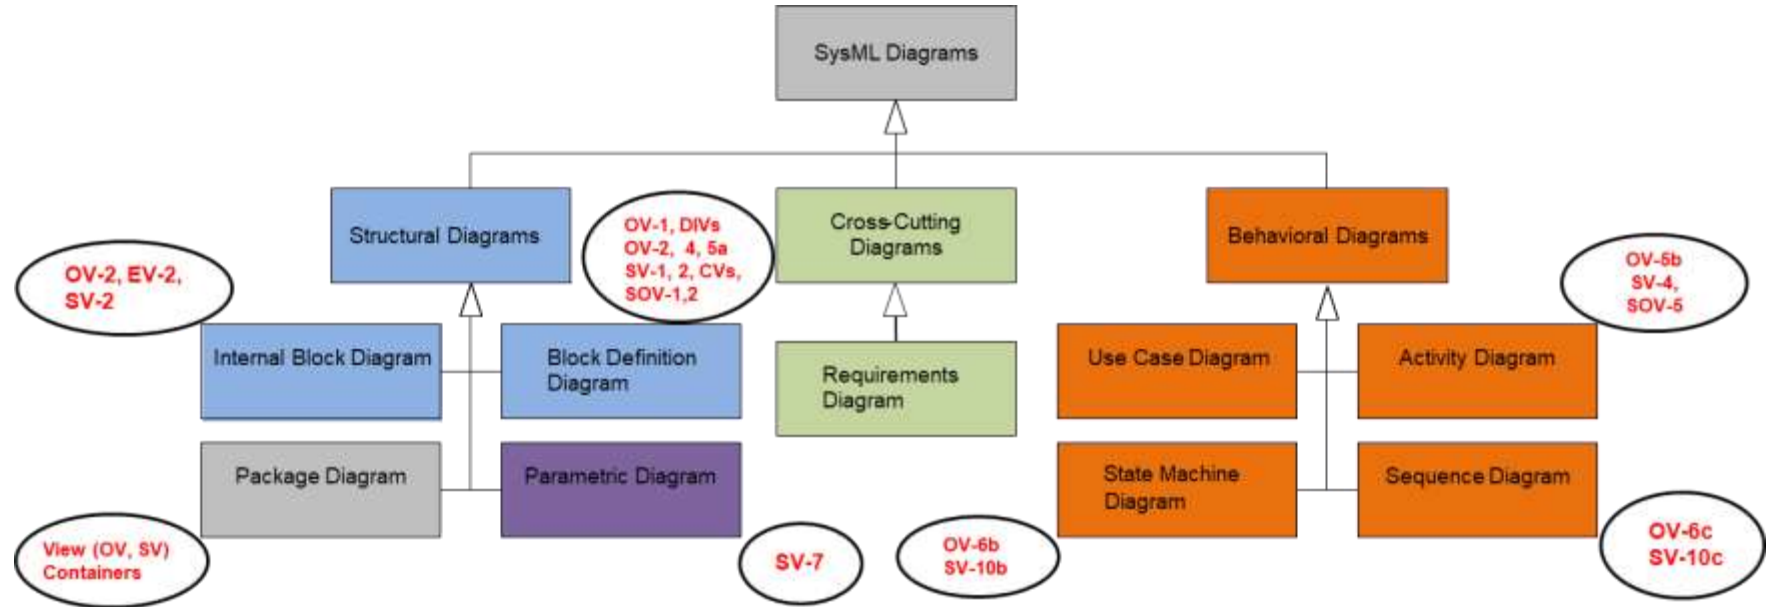 SysML Diagrams
Structural Diagrams
OV-1, DIVs
OV-2, 4, 5a
SV-1, 2, CVs,
SOV-1,2
Cross-Cutting
Diagrams
Behavioral Diagrams
OV-2, EV-2,
SV-2
OV-5b
SV-4,
SOV-5
Internal Block Diagram
Block Definition
Diagram
Requirements
Diagram
Use Case Diagram
Activity Diagram
Package Diagram
Parametric Diagram
State Machine
Diagram
Sequence Diagram
View (OV, SV)
Containers
SV-7
OV-6b
SV-10b
OV-6c
SV-10c